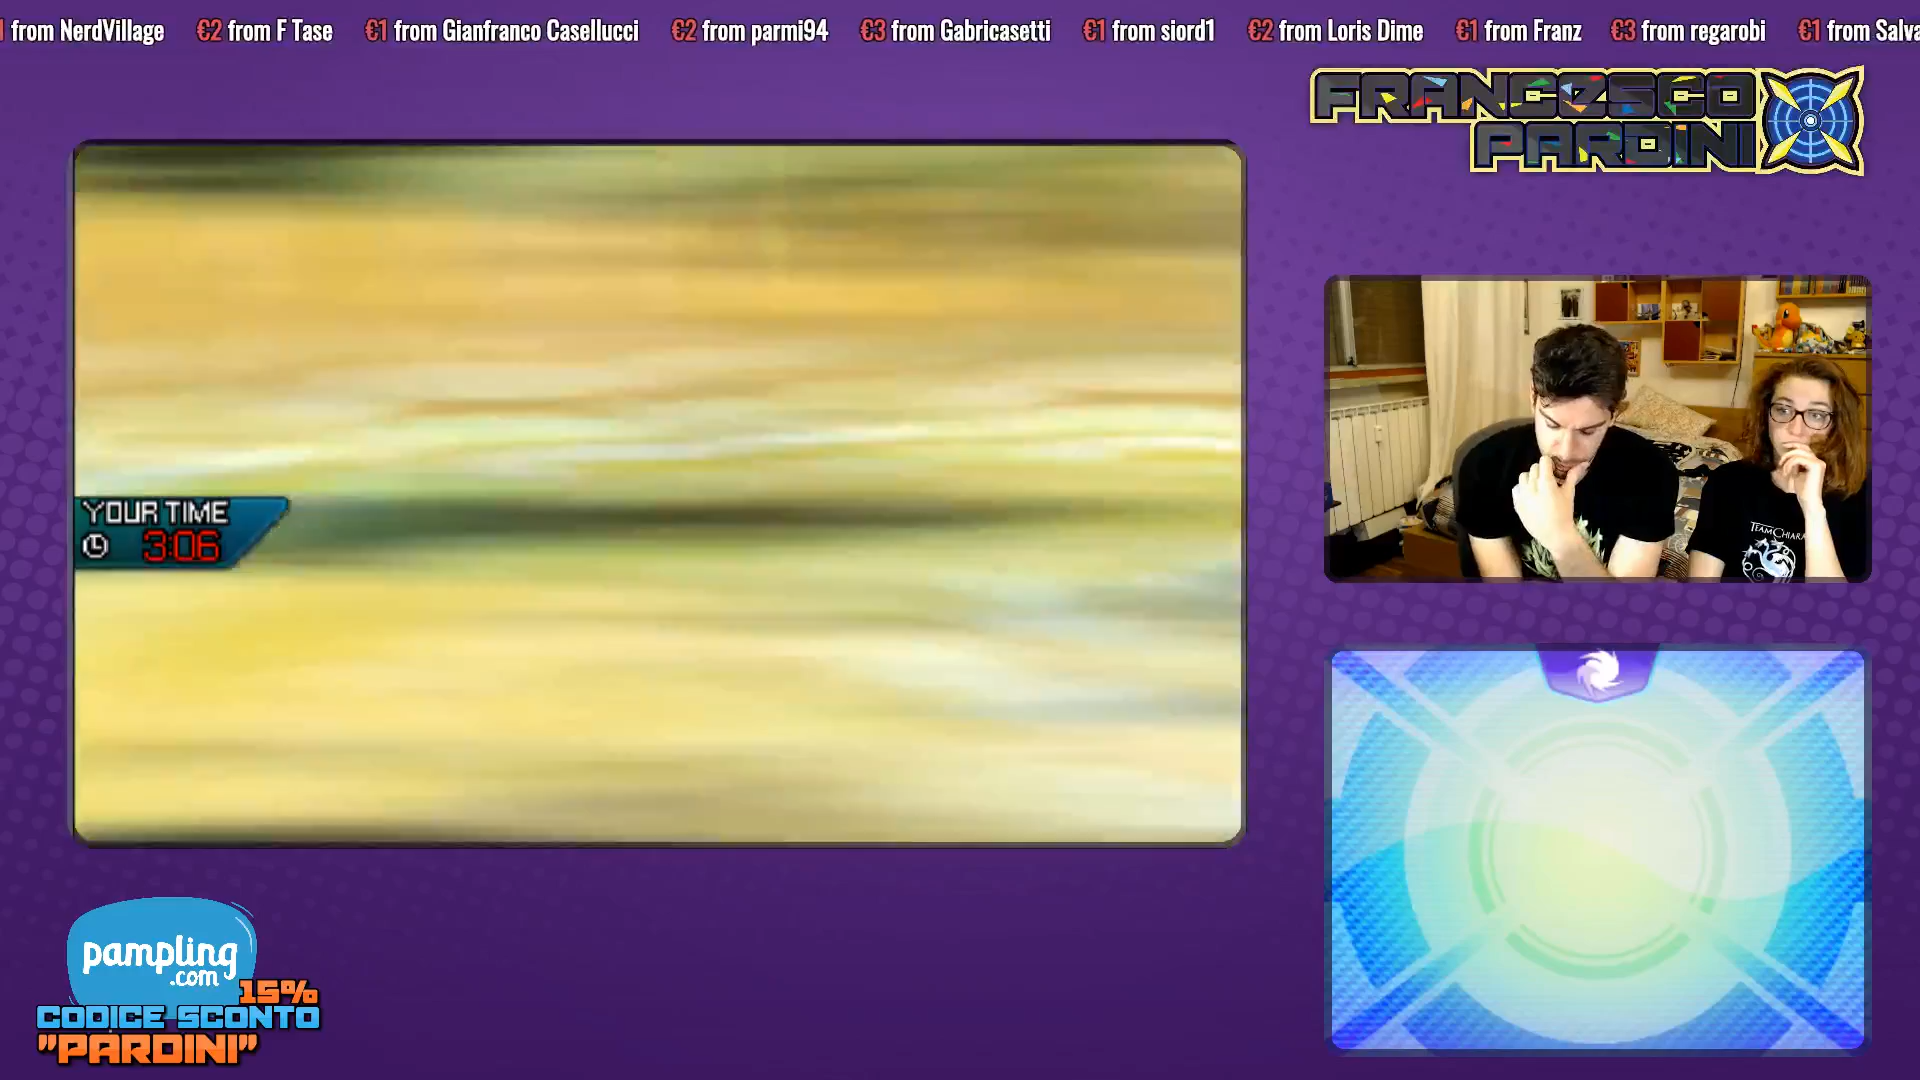 from NerdVillage €2 from F Tase €1 from Gianfranco Casellucci €2 from parmi94 €3 from Gabricasetti €1 from siord1 €2 from Loris Dime €1 from Franz €3 from regarobi €1 from Salva
FRANCESCO
PARDINI
YOUR TIME
3:06
TEAM CHIARA
pampling
.com
15%
CODICE SCONTO
"PARDINI"